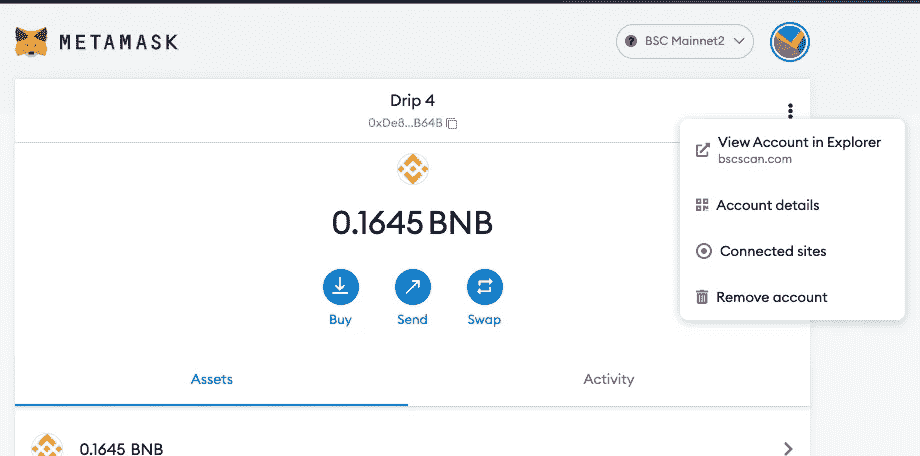 METAMASK
BSC Mainnet2
Drip 4
0xDe8...B64B
View Account in Explorer
bscscan.com
Account details
Connected sites
Remove account
0.1645 BNB
Buy
Send
Swap
Assets
Activity
0.1645 BNB